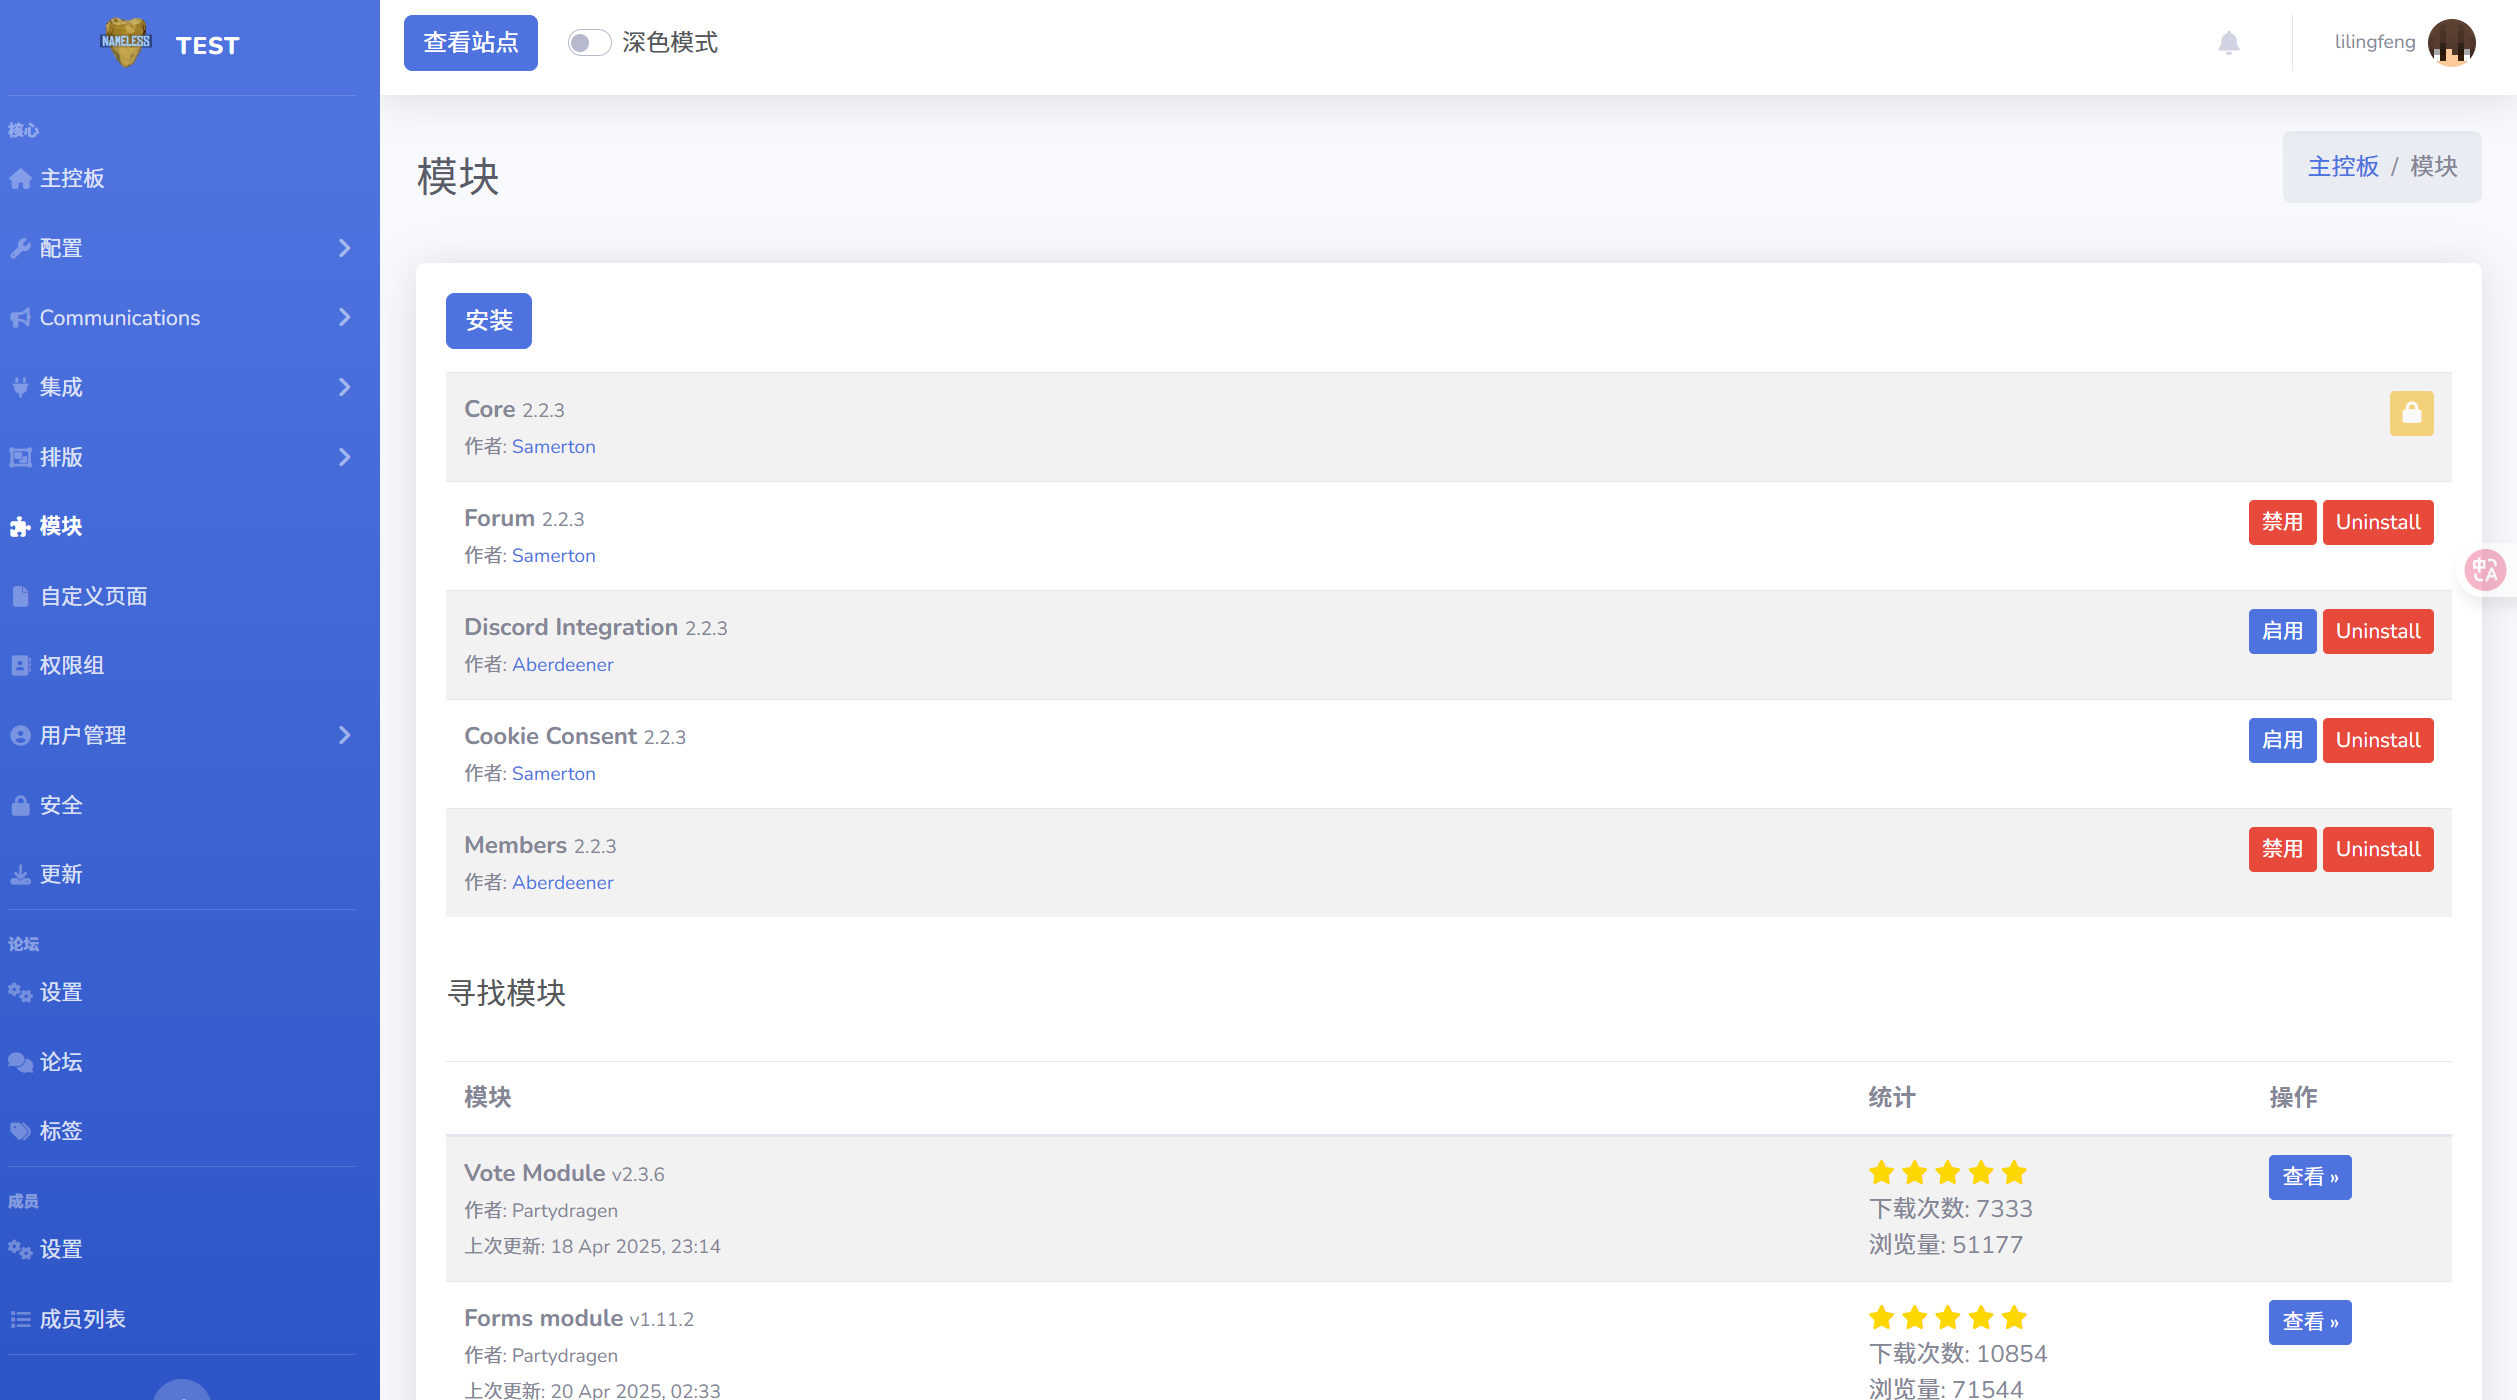 NAMELESS
TEST
核心
主控板
配置
Communications
集成
排版
模块
自定义页面
权限组
用户管理
安全
更新
论坛
设置
论坛
标签
成员
设置
成员列表
查看站点
深色模式
lilingfeng
模块
主控板 / 模块
安装
Core 2.2.3
作者: Samerton
Forum 2.2.3
作者: Samerton
禁用 Uninstall
Discord Integration 2.2.3
作者: Aberdeener
启用 Uninstall
Cookie Consent 2.2.3
作者: Samerton
启用 Uninstall
Members 2.2.3
作者: Aberdeener
禁用 Uninstall
中A
寻找模块
模块 统计 操作
Vote Module v2.3.6
作者: Partydragen
上次更新: 18 Apr 2025, 23:14
下载次数: 7333
浏览量: 51177
查看 »
Forms module v1.11.2
作者: Partydragen
上次更新: 20 Apr 2025, 02:33
下载次数: 10854
浏览量: 71544
查看 »